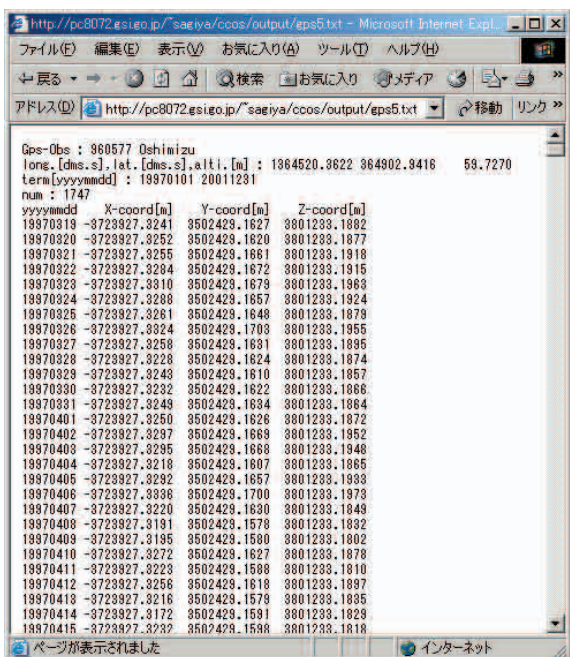 http://pc8072.gsi.go.jp/~sagiya/ccos/output/gps5.txt - Microsoft Internet Expl...
ファイル(F) 編集(E) 表示(V) お気に入り(A) ツール(T) ヘルプ(H)
戻る 検索 お気に入り メディア
アドレス(D) http://pc8072.gsi.go.jp/~sagiya/ccos/output/gps5.txt 移動 リンク »
Gps-Obs : 960577 Oshimizu
long.[dms.s],lat.[dms.s],alti.[m] : 1364520.3622 364902.9416 59.7270
term[yyyymmdd] : 19970101 20011231
num : 1747
yyyymmdd X-coord[m] Y-coord[m] Z-coord[m]
19970319 -3723927.3241 3502429.1627 3801233.1882
19970320 -3723927.3252 3502429.1620 3801233.1877
19970321 -3723927.3255 3502429.1661 3801233.1918
19970322 -3723927.3284 3502429.1672 3801233.1915
19970323 -3723927.3310 3502429.1679 3801233.1963
19970324 -3723927.3288 3502429.1657 3801233.1924
19970325 -3723927.3261 3502429.1648 3801233.1879
19970326 -3723927.3324 3502429.1703 3801233.1955
19970327 -3723927.3258 3502429.1631 3801233.1895
19970328 -3723927.3228 3502429.1624 3801233.1874
19970329 -3723927.3243 3502429.1610 3801233.1857
19970330 -3723927.3232 3502429.1622 3801233.1866
19970331 -3723927.3249 3502429.1634 3801233.1864
19970401 -3723927.3250 3502429.1626 3801233.1872
19970402 -3723927.3297 3502429.1669 3801233.1952
19970403 -3723927.3295 3502429.1668 3801233.1948
19970404 -3723927.3218 3502429.1607 3801233.1865
19970405 -3723927.3292 3502429.1657 3801233.1933
19970406 -3723927.3336 3502429.1700 3801233.1973
19970407 -3723927.3220 3502429.1630 3801233.1849
19970408 -3723927.3191 3502429.1578 3801233.1832
19970409 -3723927.3195 3502429.1580 3801233.1802
19970410 -3723927.3272 3502429.1627 3801233.1878
19970411 -3723927.3223 3502429.1588 3801233.1810
19970412 -3723927.3256 3502429.1618 3801233.1897
19970413 -3723927.3216 3502429.1579 3801233.1835
19970414 -3723927.3172 3502429.1591 3801233.1829
19970415 -3723927.3232 3502429.1598 3801233.1818
ページが表示されました インターネット